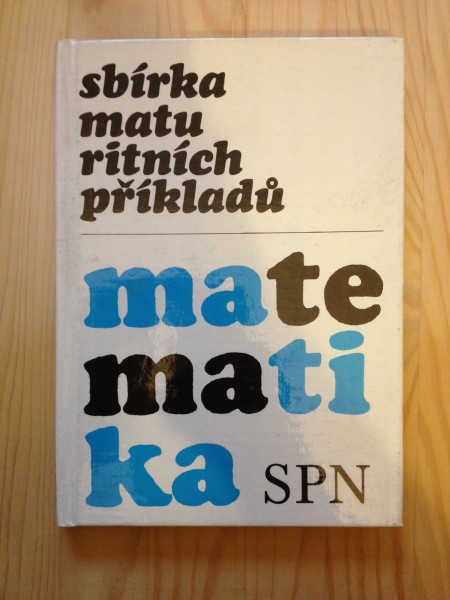 sbírka
matu
ritních
příkladů
mate
mati
ka SPN